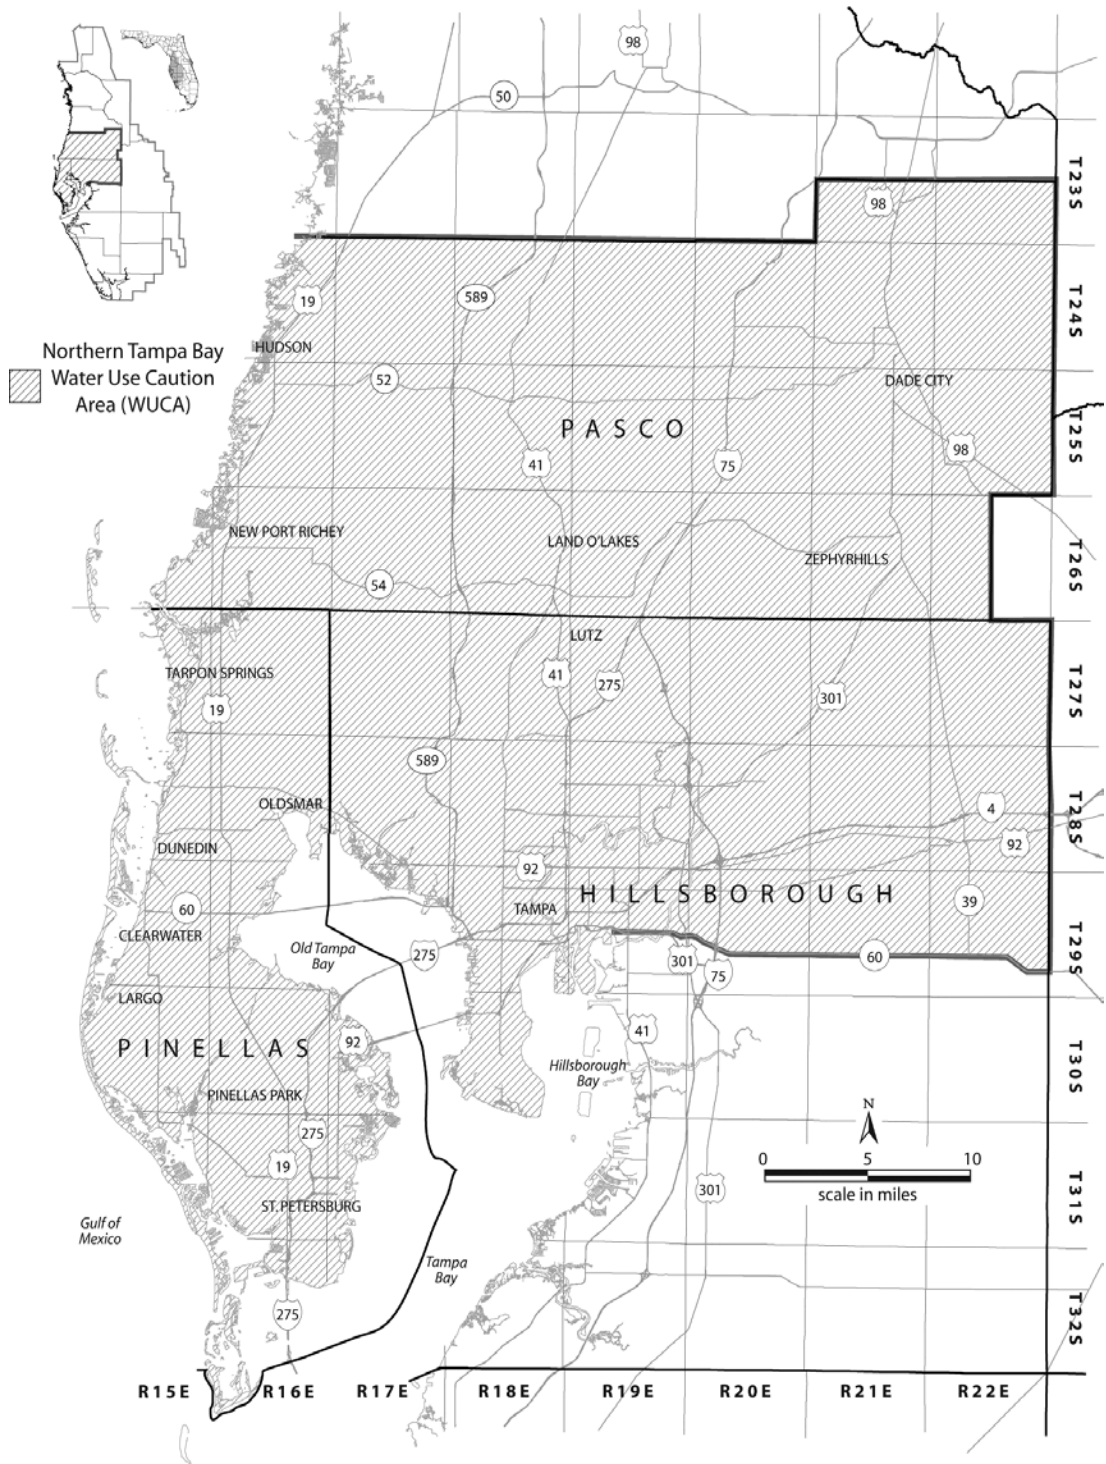 98
50
T23S
98
19
589
T24S
Northern Tampa Bay
Water Use Caution
Area (WUCA)
HUDSON
52
DADE CITY
PASCO
T25S
41
75
98
NEW PORT RICHEY
LAND O'LAKES
ZEPHYRHILLS
T26S
54
LUTZ
TARPON SPRINGS
41
275
301
T27S
19
589
OLDSMAR
4
T28S
DUNEDIN
92
92
HILLSBOROUGH
60
TAMPA
39
CLEARWATER
Old Tampa
Bay
275
301
75
60
T29S
LARGO
PINELLAS
92
41
Hillsborough
Bay
T30S
PINELLAS PARK
275
N
0 5 10
scale in miles
19
301
T31S
ST. PETERSBURG
Gulf of
Mexico
Tampa
Bay
275
T32S
R15E R16E R17E R18E R19E R20E R21E R22E